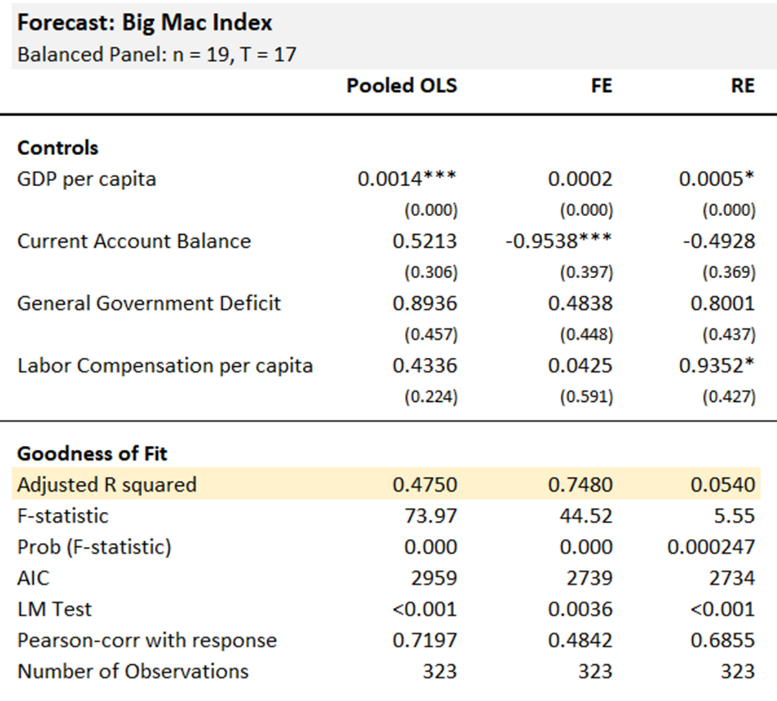 Forecast: Big Mac Index
Balanced Panel: n = 19, T = 17
Pooled OLS FE RE
Controls
GDP per capita 0.0014*** 0.0002 0.0005*
(0.000) (0.000) (0.000)
Current Account Balance 0.5213 -0.9538*** -0.4928
(0.306) (0.397) (0.369)
General Government Deficit 0.8936 0.4838 0.8001
(0.457) (0.448) (0.437)
Labor Compensation per capita 0.4336 0.0425 0.9352*
(0.224) (0.591) (0.427)
Goodness of Fit
Adjusted R squared 0.4750 0.7480 0.0540
F-statistic 73.97 44.52 5.55
Prob (F-statistic) 0.000 0.000 0.000247
AIC 2959 2739 2734
LM Test <0.001 0.0036 <0.001
Pearson-corr with response 0.7197 0.4842 0.6855
Number of Observations 323 323 323